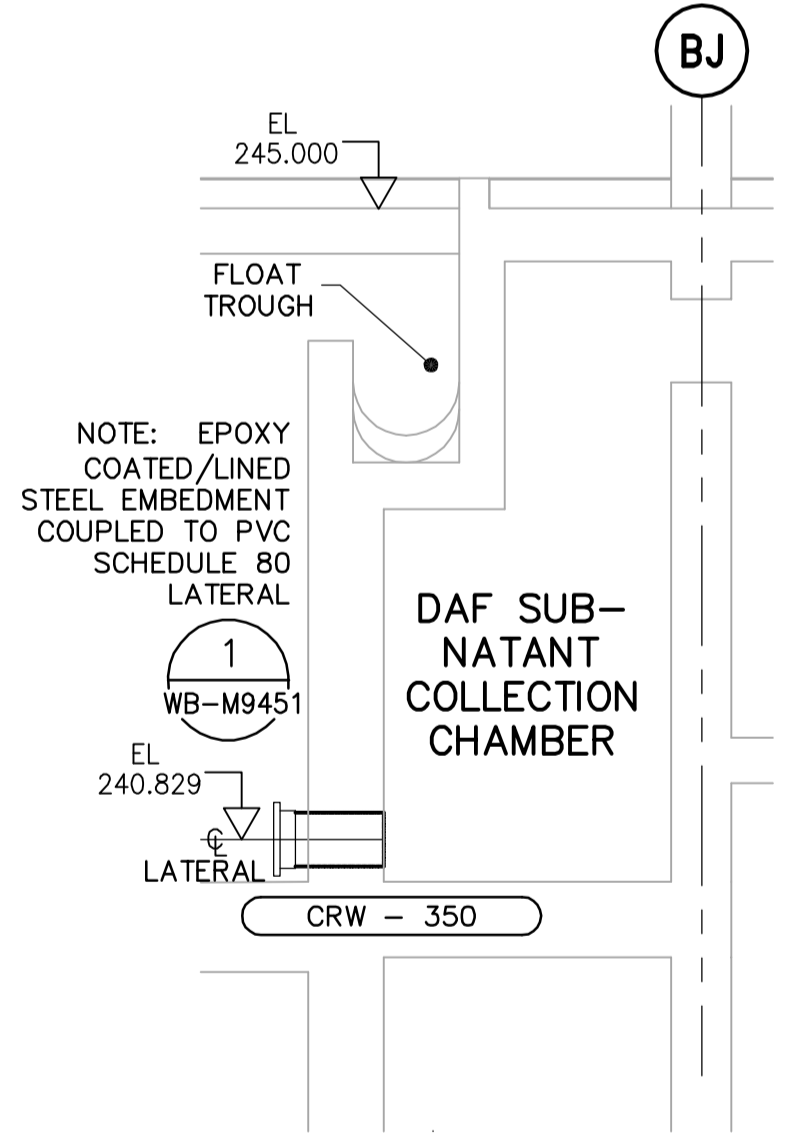 BJ
EL
245.000
FLOAT
TROUGH
NOTE: EPOXY
COATED/LINED
STEEL EMBEDMENT
COUPLED TO PVC
SCHEDULE 80
LATERAL
1
WB-M9451
DAF SUB-
NATANT
COLLECTION
CHAMBER
EL
240.829
℄
LATERAL
CRW - 350